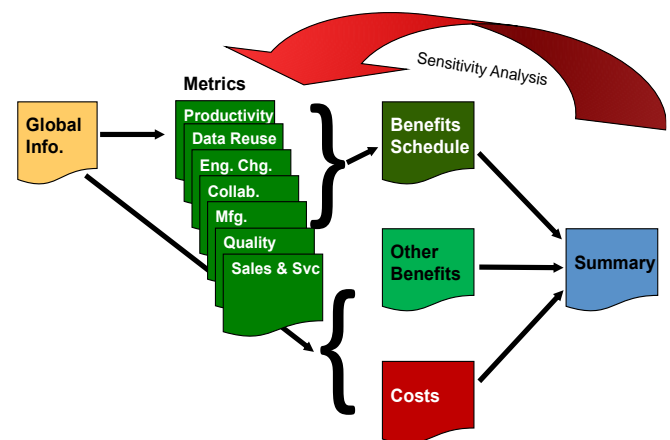 Sensitivity Analysis
Metrics
Global
Info.
Productivity
Data Reuse
Eng. Chg.
Collab.
Mfg.
Quality
Sales & Svc
Benefits
Schedule
Other
Benefits
Costs
Summary